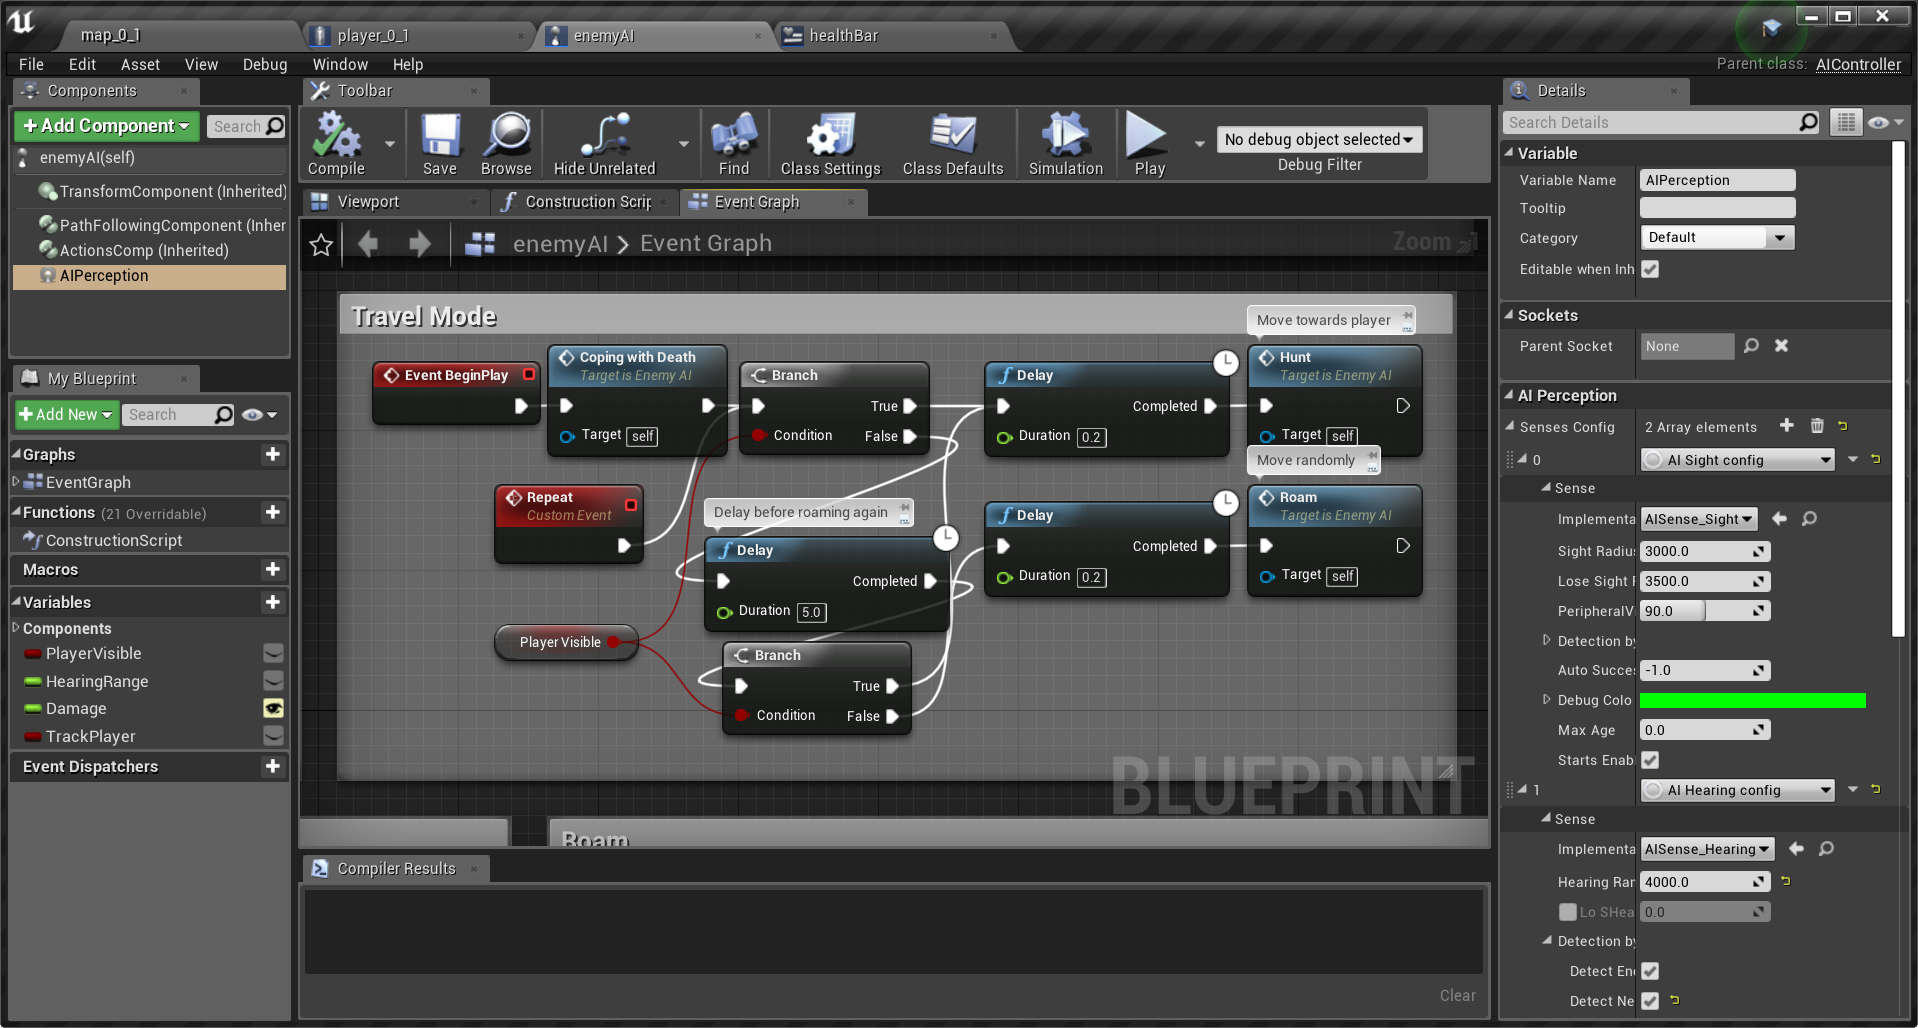 map_0_1
player_0_1
enemyAI
healthBar
File Edit Asset View Debug Window Help
Parent class: AIController
Components
Add Component
Search
enemyAI(self)
TransformComponent (Inherited)
PathFollowingComponent (Inher
ActionsComp (Inherited)
AIPerception
My Blueprint
Add New
Search
Graphs
EventGraph
Functions (21 Overridable)
ConstructionScript
Macros
Variables
Components
PlayerVisible
HearingRange
Damage
TrackPlayer
Event Dispatchers
Toolbar
Compile
Save
Browse
Hide Unrelated
Find
Class Settings
Class Defaults
Simulation
Play
No debug object selected
Debug Filter
Viewport
Construction Scrip
Event Graph
enemyAI > Event Graph
Zoom -1
Travel Mode
Move towards player
Event BeginPlay
Coping with Death
Target is Enemy AI
Target self
Branch
True
Condition
False
Delay
Completed
Duration 0.2
Hunt
Target is Enemy AI
Target self
Move randomly
Repeat
Custom Event
Delay before roaming again
Delay
Completed
Duration 5.0
Delay
Completed
Duration 0.2
Roam
Target is Enemy AI
Target self
Player Visible
Branch
True
Condition
False
BLUEPRINT
Roam
Compiler Results
Clear
Details
Search Details
Variable
Variable Name AIPerception
Tooltip
Category Default
Editable when Inh
Sockets
Parent Socket None
AI Perception
Senses Config 2 Array elements
0 AI Sight config
Sense
Implementa AISense_Sight
Sight Radiu 3000.0
Lose Sight R 3500.0
PeripheralV 90.0
Detection by
Auto Succes -1.0
Debug Colo
Max Age 0.0
Starts Enab
1 AI Hearing config
Sense
Implementa AISense_Hearing
Hearing Ran 4000.0
Lo SHea 0.0
Detection by
Detect Ene
Detect Ne